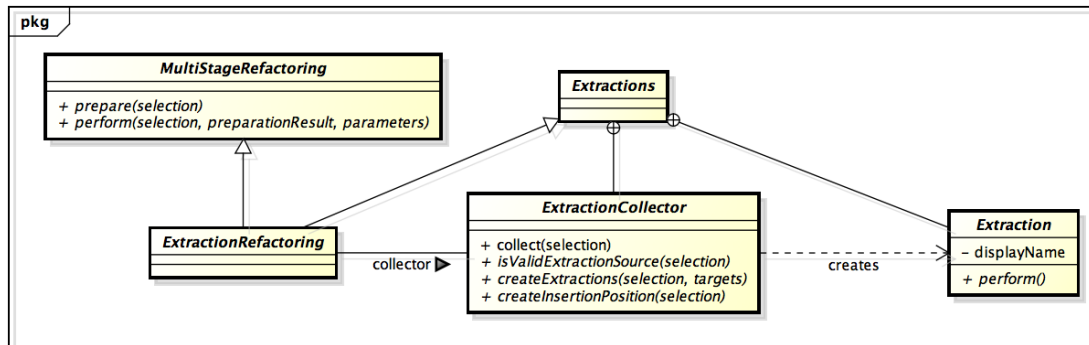 pkg
MultiStageRefactoring
+ prepare(selection)
+ perform(selection, preparationResult, parameters)
Extractions
ExtractionRefactoring
collector
ExtractionCollector
+ collect(selection)
+ isValidExtractionSource(selection)
+ createExtractions(selection, targets)
+ createInsertionPosition(selection)
creates
Extraction
- displayName
+ perform()